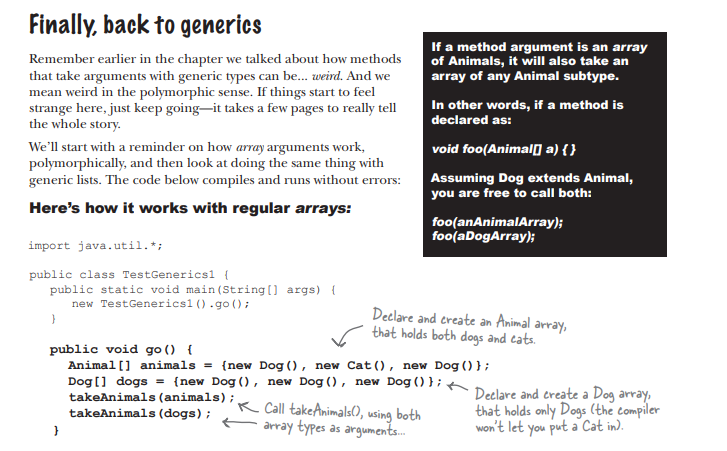 Finally, back to generics
Remember earlier in the chapter we talked about how methods
that take arguments with generic types can be... weird. And we
mean weird in the polymorphic sense. If things start to feel
strange here, just keep going—it takes a few pages to really tell
the whole story.
We'll start with a reminder on how array arguments work,
polymorphically, and then look at doing the same thing with
generic lists. The code below compiles and runs without errors:
Here's how it works with regular arrays:
If a method argument is an array
of Animals, it will also take an
array of any Animal subtype.
In other words, if a method is
declared as:
void foo(Animal[] a) { }
Assuming Dog extends Animal,
you are free to call both:
foo(anAnimalArray);
foo(aDogArray);
import java.util.*;
public class TestGenerics1 {
public static void main(String[] args) {
new TestGenerics1().go();
}
Declare and create an Animal array,
that holds both dogs and cats.
public void go() {
Animal[] animals = {new Dog(), new Cat(), new Dog()};
Dog[] dogs = {new Dog(), new Dog(), new Dog()};
takeAnimals(animals);
takeAnimals(dogs);
}
Declare and create a Dog array,
that holds only Dogs (the compiler
won't let you put a Cat in).
Call takeAnimals(), using both
array types as arguments...